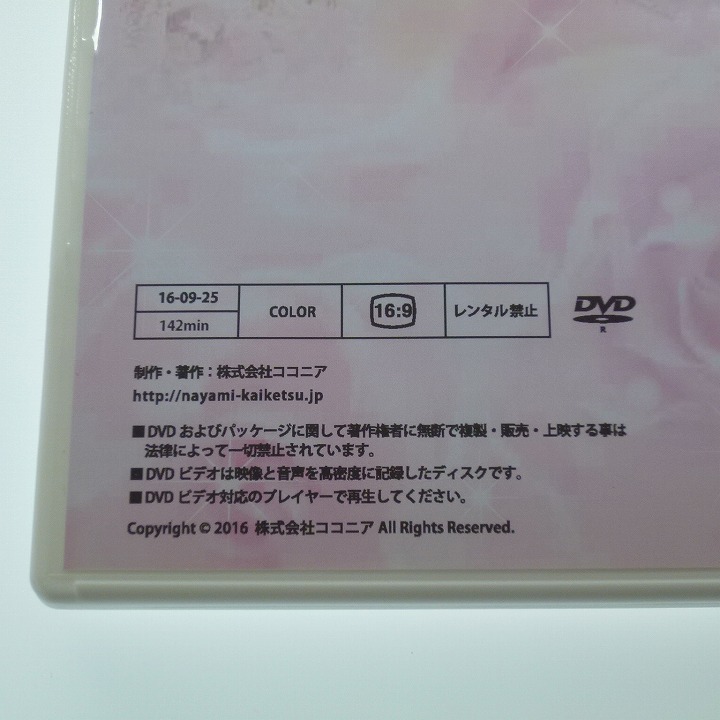 16-09-25
142min
COLOR
16:9
レンタル禁止
DVD
R
制作・著作：株式会社ココニア
http://nayami-kaiketsu.jp
■DVD およびパッケージに関して著作権者に無断で複製・販売・上映する事は
法律によって一切禁止されています。
■DVD ビデオは映像と音声を高密度に記録したディスクです。
■DVD ビデオ対応のプレイヤーで再生してください。
Copyright © 2016 株式会社ココニア All Rights Reserved.